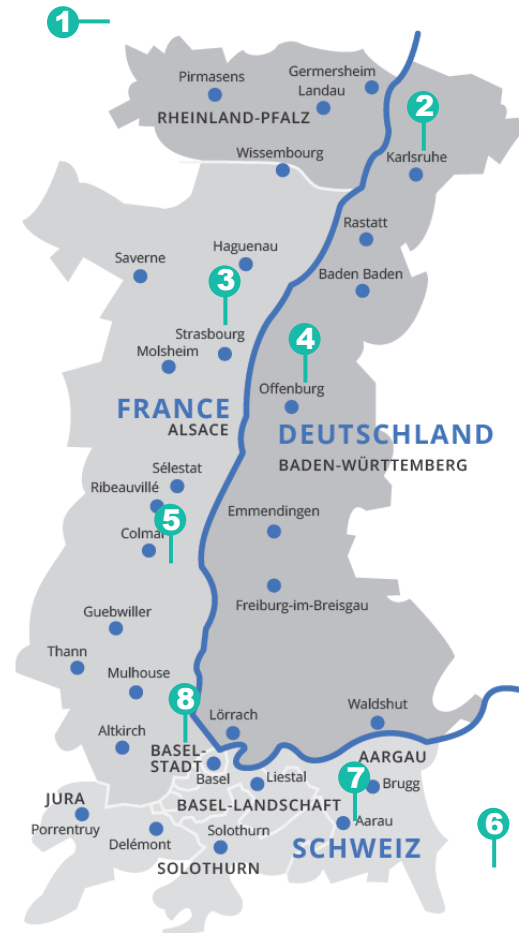 1
Pirmasens
Germersheim
Landau
2
RHEINLAND-PFALZ
Wissembourg
Karlsruhe
Rastatt
Haguenau
Saverne
Baden Baden
3
Strasbourg
4
Molsheim
Offenburg
FRANCE
ALSACE
DEUTSCHLAND
BADEN-WÜRTTEMBERG
Sélestat
Ribeauvillé
Emmendingen
5
Colmar
Freiburg-im-Breisgau
Guebwiller
Thann
Mulhouse
8
Lörrach
Waldshut
Altkirch
BASEL-
STADT
AARGAU
Basel
Liestal
7
Brugg
JURA
BASEL-LANDSCHAFT
Porrentruy
Aarau
6
Solothurn
Delémont
SCHWEIZ
SOLOTHURN